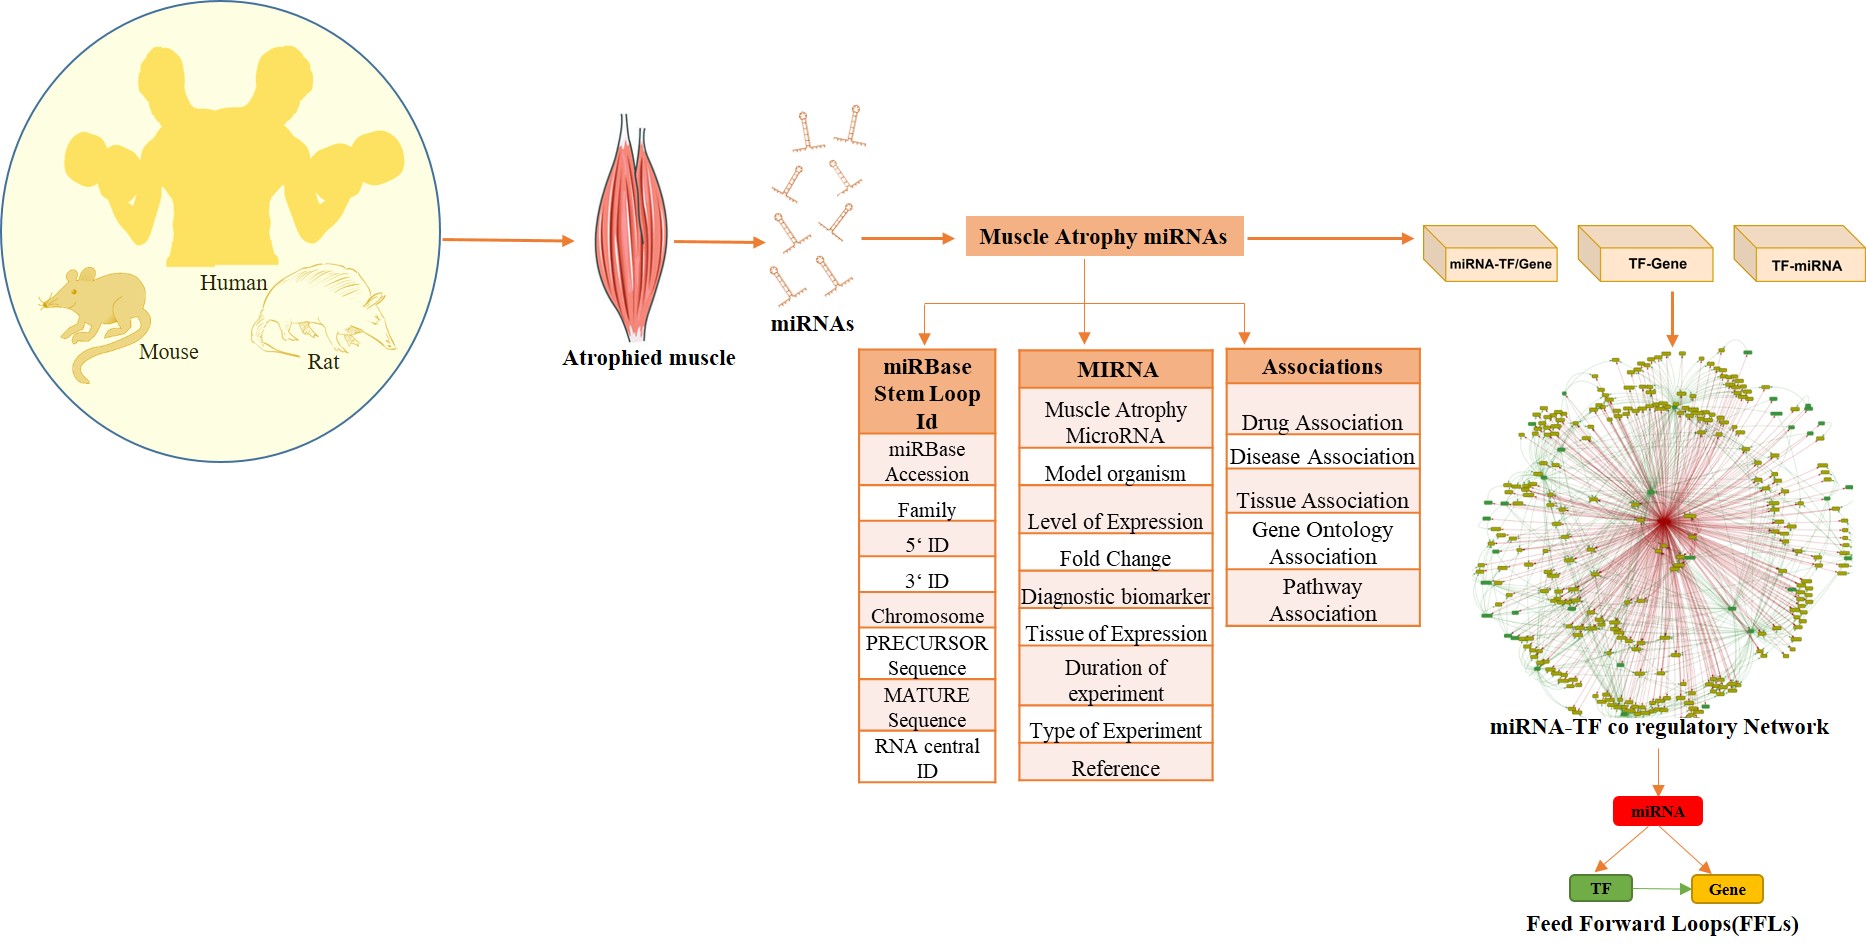 Human
Mouse
Rat
Atrophied muscle
miRNAs
Muscle Atrophy miRNAs
miRNA-TF/Gene
TF-Gene
TF-miRNA
miRBase
Stem Loop
Id
miRBase
Accession
Family
5‘ ID
3‘ ID
Chromosome
PRECURSOR
Sequence
MATURE
Sequence
RNA central
ID
MIRNA
Muscle Atrophy
MicroRNA
Model organism
Level of Expression
Fold Change
Diagnostic biomarker
Tissue of Expression
Duration of
experiment
Type of Experiment
Reference
Associations
Drug Association
Disease Association
Tissue Association
Gene Ontology
Association
Pathway
Association
miRNA-TF co regulatory Network
miRNA
TF
Gene
Feed Forward Loops(FFLs)